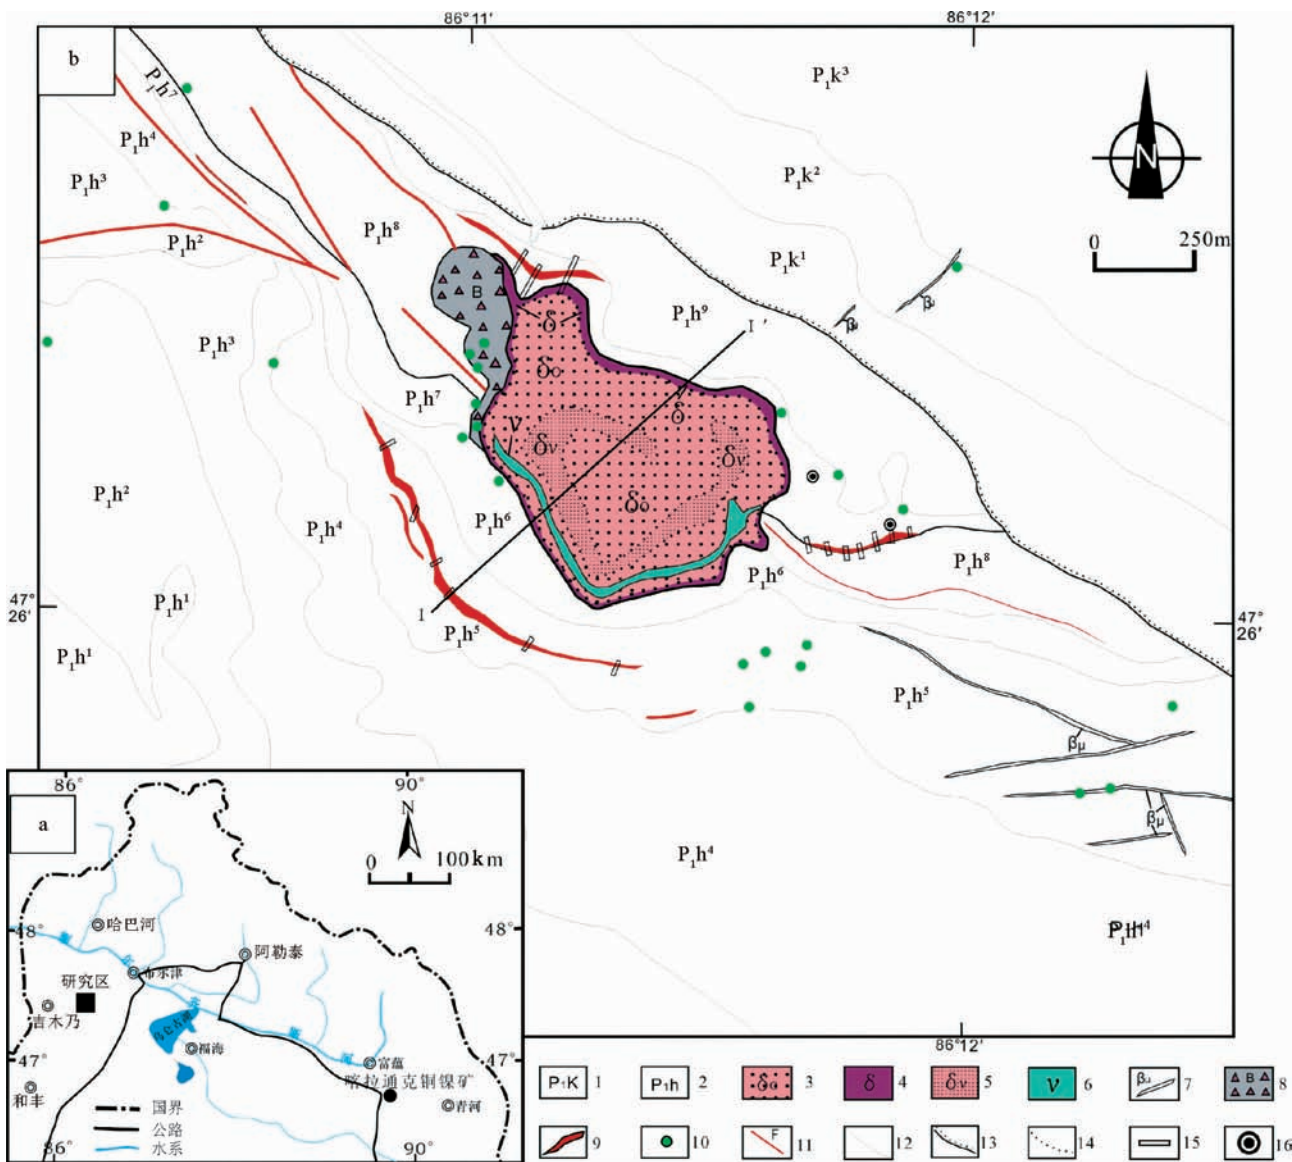 86°11′
86°12′
b
P₁h⁷
P₁k³
P₁h⁴
P₁h³
P₁k²
N
P₁h²
P₁h⁸
0 250m
P₁k¹
B
P₁h⁹
I′
δ
βμ
P₁h³
δo
P₁h⁷
δ
ν
δν
δν
P₁h²
P₁h⁴
P₁h⁶
δo
P₁h⁸
P₁h⁶
P₁h¹
47°
26′
47°
26′
I
P₁h⁵
P₁h¹
P₁h⁵
βμ
βμ
P₁h⁴
86°
90°
a
N
0 100km
48°
哈巴河
48°
阿勒泰
布尔津
研究区
吉木乃
乌伦古湖
福海
47°
富蕴
47°
喀拉通克铜镍矿
和丰
青河
国界
公路
水系
86°
90°
86°12′
P₁K 1
P₁h 2
δo 3
δ 4
δν 5
ν 6
βμ 7
B 8
9
10
F 11
12
13
14
15
16